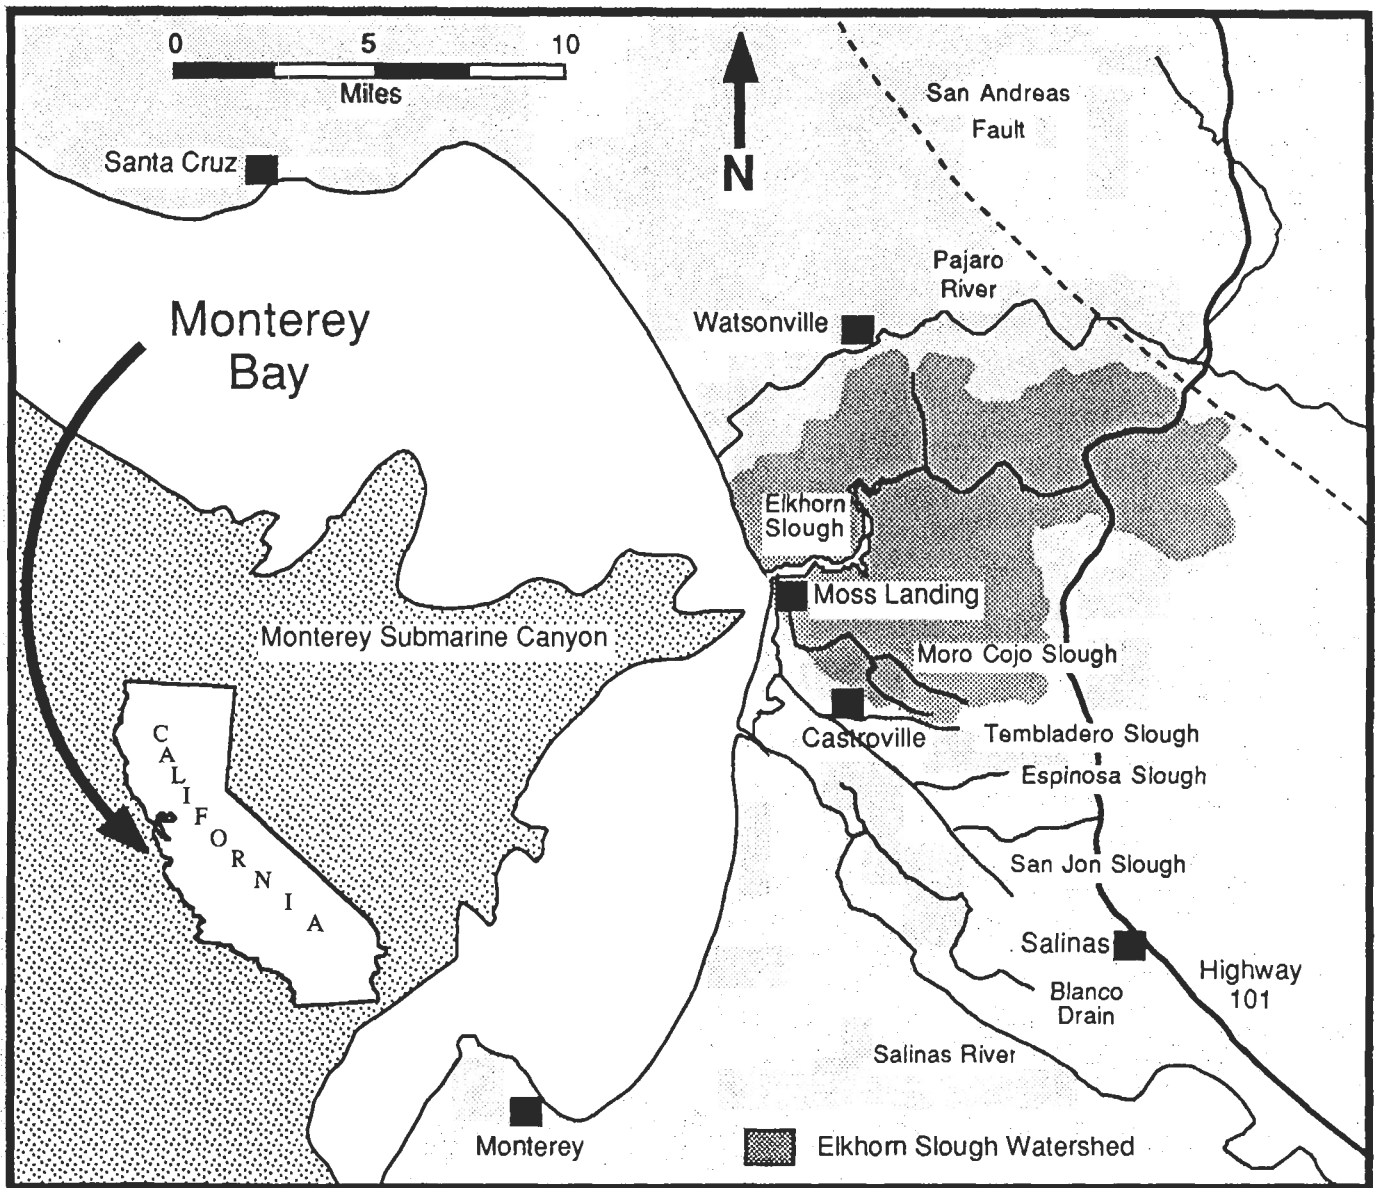 0 5 10
Miles
San Andreas
Fault
Santa Cruz
N
Pajaro
River
Monterey
Bay
Watsonville
Elkhorn
Slough
Moss Landing
Monterey Submarine Canyon
Moro Cojo Slough
CALIFORNIA
Castroville
Tembladero Slough
Espinosa Slough
San Jon Slough
Salinas
Highway
101
Blanco
Drain
Salinas River
Monterey
Elkhorn Slough Watershed